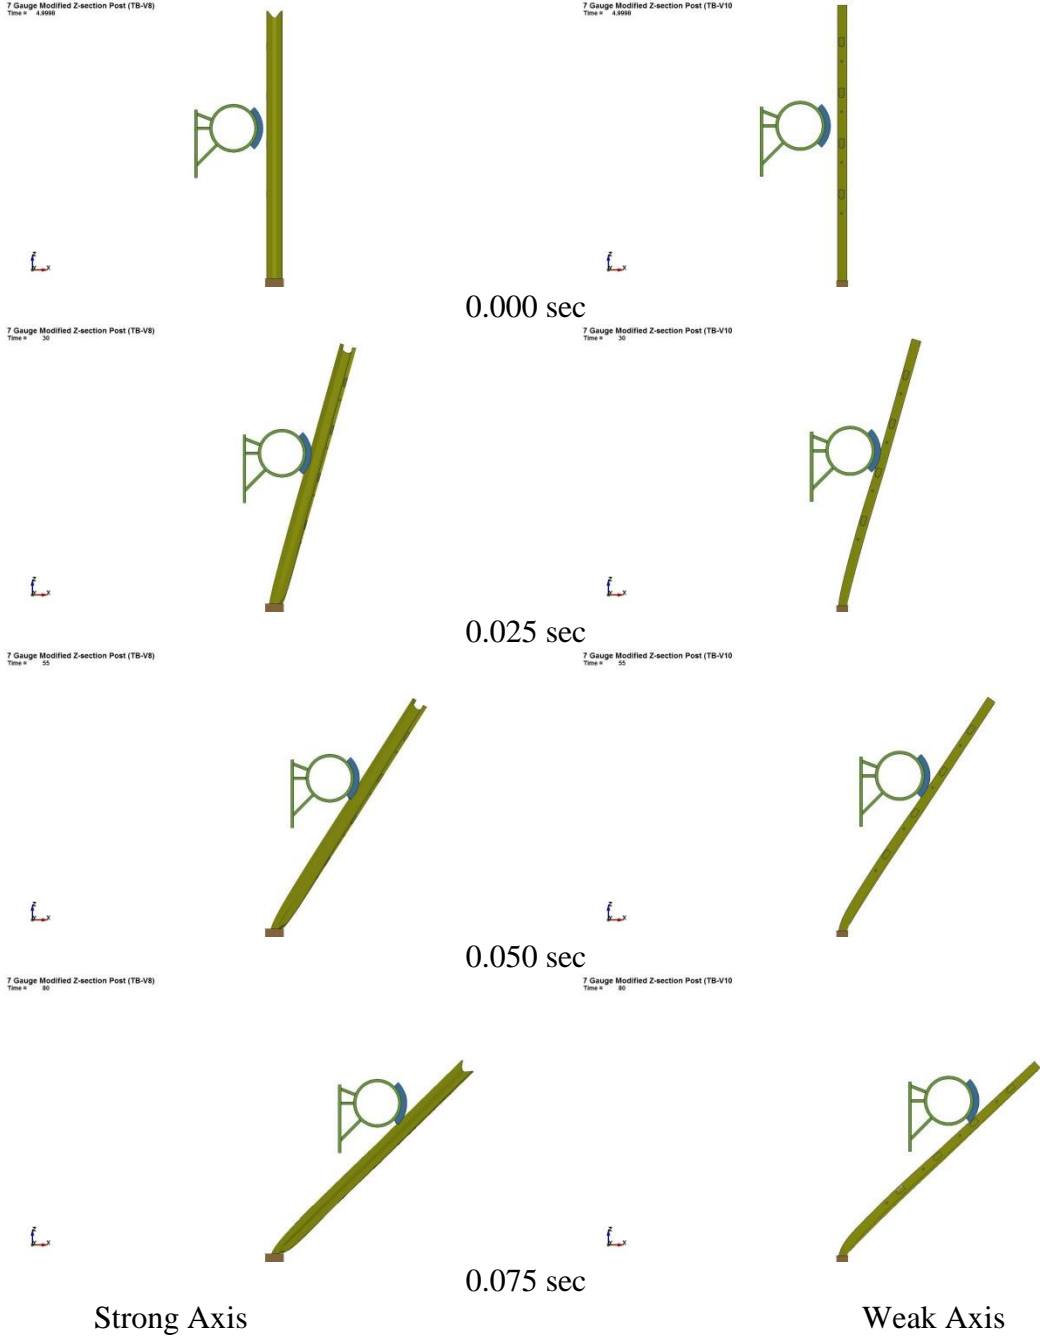 7 Gauge Modified Z-section Post (TB-V8)
Time = 4.9998
7 Gauge Modified Z-section Post (TB-V10
Time = 4.9998
Z
X
Z
X
0.000 sec
7 Gauge Modified Z-section Post (TB-V8)
Time = 30
7 Gauge Modified Z-section Post (TB-V10
Time = 30
Z
X
Z
X
0.025 sec
7 Gauge Modified Z-section Post (TB-V8)
Time = 55
7 Gauge Modified Z-section Post (TB-V10
Time = 55
Z
X
Z
X
0.050 sec
7 Gauge Modified Z-section Post (TB-V8)
Time = 80
7 Gauge Modified Z-section Post (TB-V10
Time = 80
Z
X
Z
X
0.075 sec
Strong Axis
Weak Axis